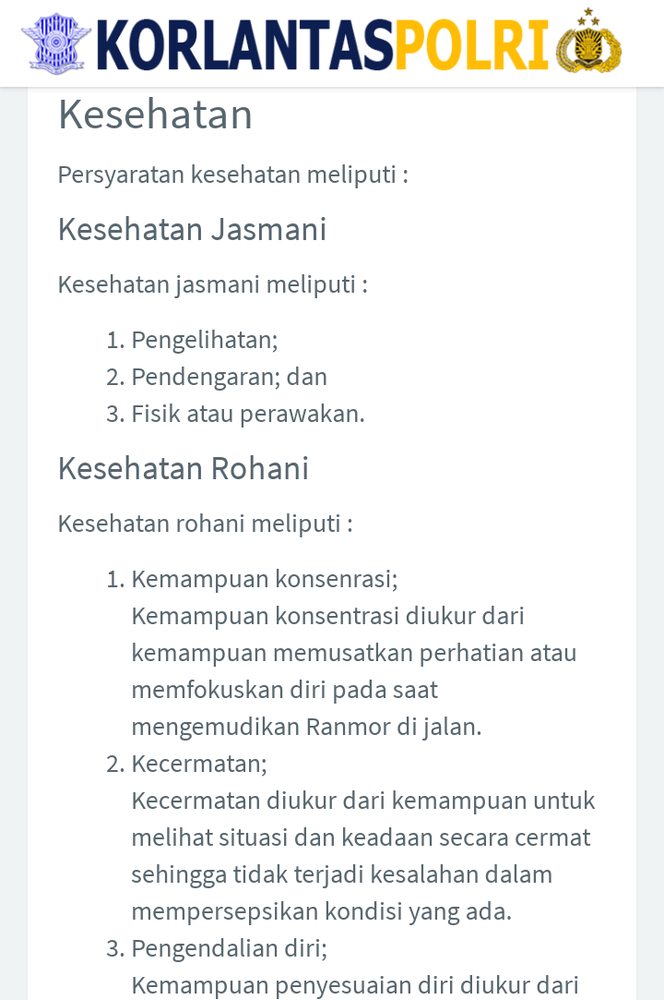 KORLANTASPOLRI
Kesehatan
Persyaratan kesehatan meliputi :
Kesehatan Jasmani
Kesehatan jasmani meliputi :
1. Pengelihatan;
2. Pendengaran; dan
3. Fisik atau perawakan.
Kesehatan Rohani
Kesehatan rohani meliputi :
1. Kemampuan konsenrasi;
Kemampuan konsentrasi diukur dari
kemampuan memusatkan perhatian atau
memfokuskan diri pada saat
mengemudikan Ranmor di jalan.
2. Kecermatan;
Kecermatan diukur dari kemampuan untuk
melihat situasi dan keadaan secara cermat
sehingga tidak terjadi kesalahan dalam
mempersepsikan kondisi yang ada.
3. Pengendalian diri;
Kemampuan penyesuaian diri diukur dari